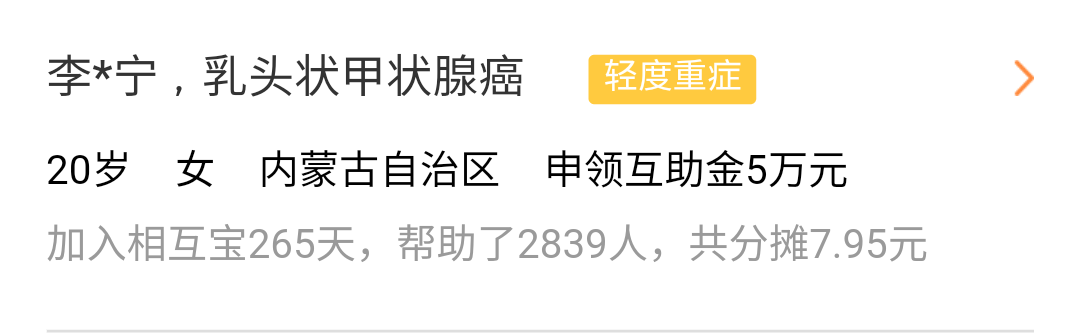 李*宁，乳头状甲状腺癌 轻度重症
20岁 女 内蒙古自治区 申领互助金5万元
加入相互宝265天，帮助了2839人，共分摊7.95元